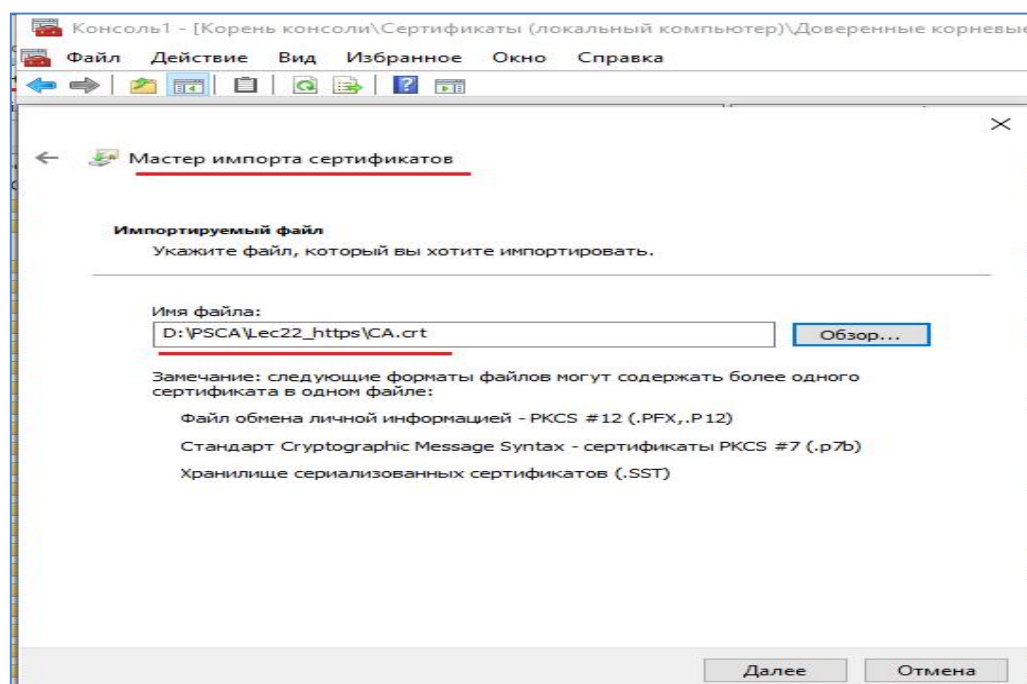 Консоль1 - [Корень консоли\Сертификаты (локальный компьютер)\Доверенные корневые
Файл Действие Вид Избранное Окно Справка
Мастер импорта сертификатов
Импортируемый файл
Укажите файл, который вы хотите импортировать.
Имя файла:
D:\PSCA\Lec22_https\CA.crt
Обзор...
Замечание: следующие форматы файлов могут содержать более одного
сертификата в одном файле:
Файл обмена личной информацией - PKCS #12 (.PFX,.P12)
Стандарт Cryptographic Message Syntax - сертификаты PKCS #7 (.p7b)
Хранилище сериализованных сертификатов (.SST)
Далее Отмена